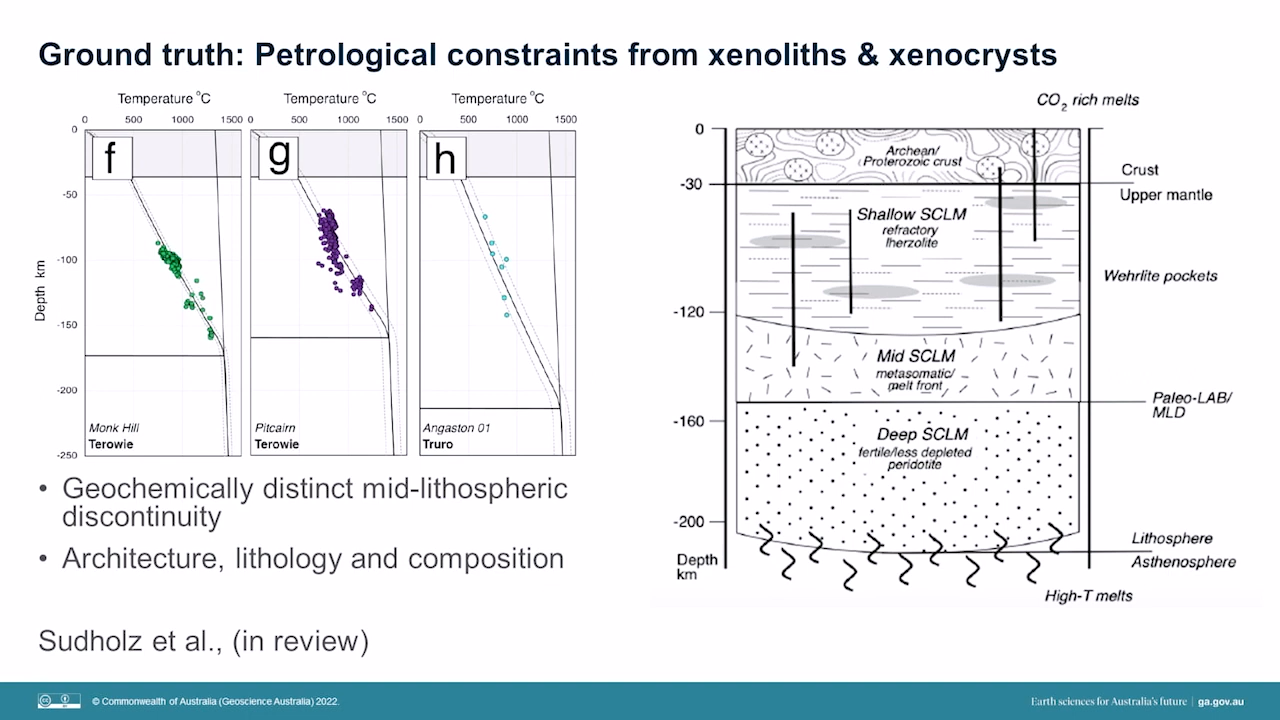 Ground truth: Petrological constraints from xenoliths & xenocrysts
Temperature °C
Temperature °C
Temperature °C
0 500 1000 1500
0 500 1000 1500
0 500 1000 1500
0
-50
-100
-150
-200
-250
Depth km
f
g
h
Monk Hill
Terowie
Pitcairn
Terowie
Angaston 01
Truro
CO2 rich melts
0
-30
-120
-160
-200
Depth
km
Archean/
Proterozoic crust
Shallow SCLM
refractory
lherzolite
Mid SCLM
metasomatic/
melt front
Deep SCLM
fertile/less depleted
peridotite
Crust
Upper mantle
Wehrlite pockets
Paleo-LAB/
MLD
Lithosphere
Asthenosphere
High-T melts
• Geochemically distinct mid-lithospheric
discontinuity
• Architecture, lithology and composition
Sudholz et al., (in review)
© Commonwealth of Australia (Geoscience Australia) 2022.
Earth sciences for Australia's future | ga.gov.au